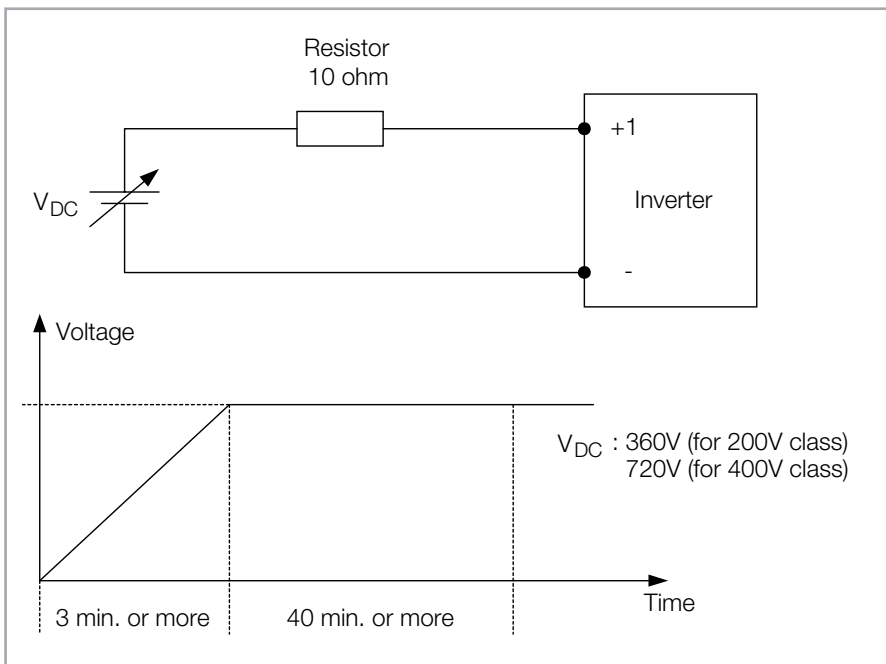 Resistor
10 ohm
+1
V_DC
Inverter
-
Voltage
V_DC : 360V (for 200V class)
720V (for 400V class)
Time
3 min. or more
40 min. or more